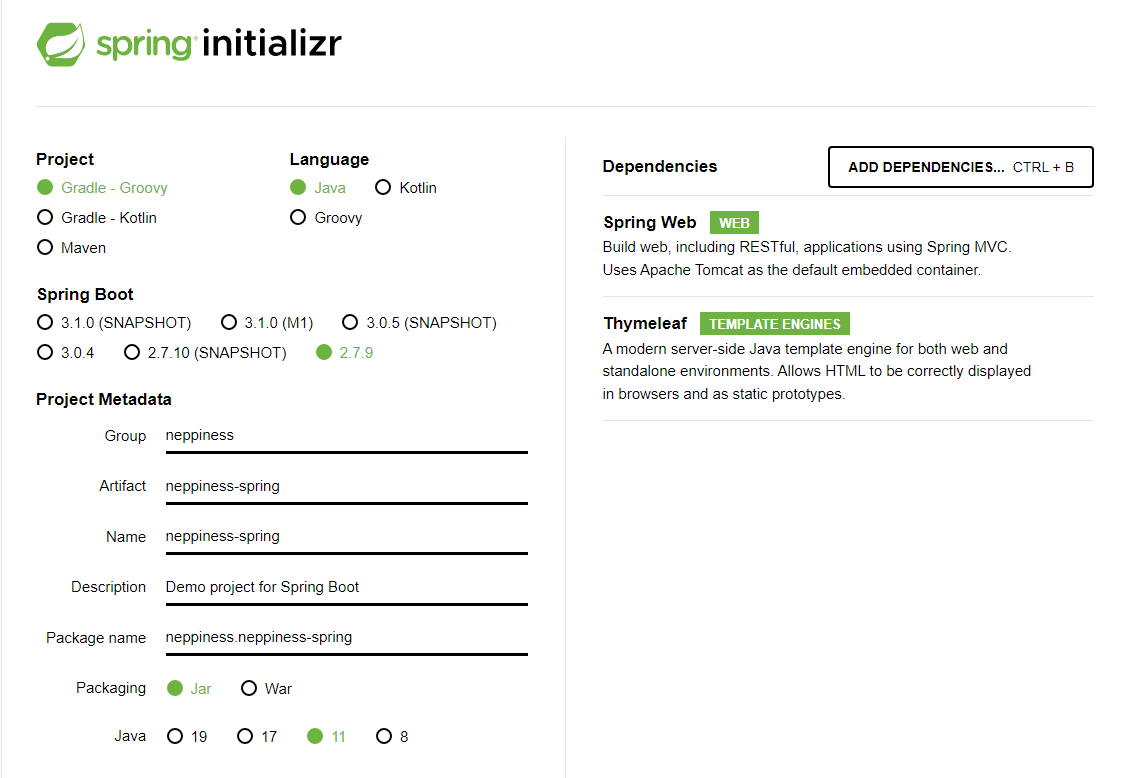 spring initializr
Project
Gradle - Groovy
Gradle - Kotlin
Maven
Language
Java Kotlin
Groovy
Spring Boot
3.1.0 (SNAPSHOT) 3.1.0 (M1) 3.0.5 (SNAPSHOT)
3.0.4 2.7.10 (SNAPSHOT) 2.7.9
Project Metadata
Group neppiness
Artifact neppiness-spring
Name neppiness-spring
Description Demo project for Spring Boot
Package name neppiness.neppiness-spring
Packaging Jar War
Java 19 17 11 8
Dependencies ADD DEPENDENCIES... CTRL + B
Spring Web WEB
Build web, including RESTful, applications using Spring MVC.
Uses Apache Tomcat as the default embedded container.
Thymeleaf TEMPLATE ENGINES
A modern server-side Java template engine for both web and
standalone environments. Allows HTML to be correctly displayed
in browsers and as static prototypes.